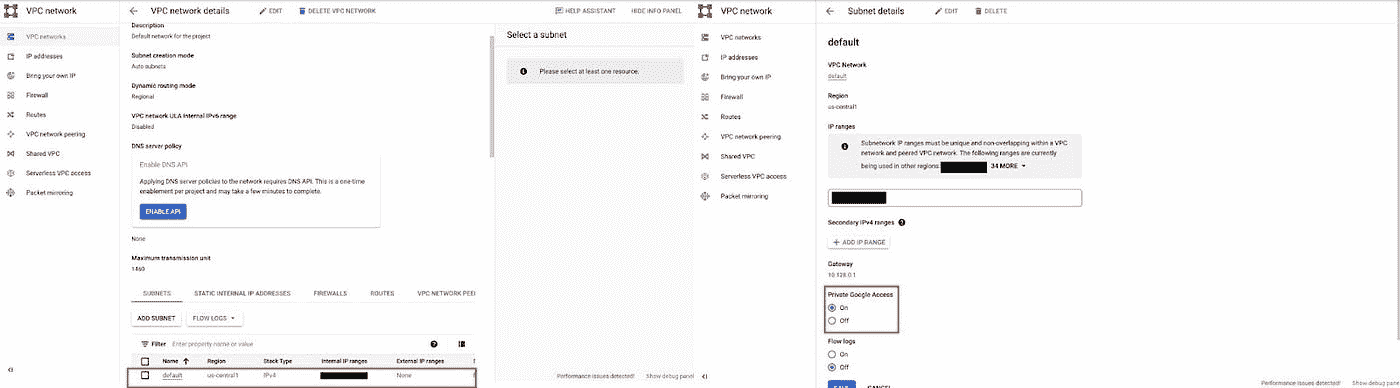 VPC network
VPC networks
IP addresses
Bring your own IP
Firewall
Routes
VPC network peering
Shared VPC
Serverless VPC access
Packet mirroring
VPC network details
EDIT
DELETE VPC NETWORK
HELP ASSISTANT
HIDE INFO PANEL
Description
Default network for the project
Subnet creation mode
Auto subnets
Dynamic routing mode
Regional
VPC network ULA internal IPv6 range
Disabled
DNS server policy
Enable DNS API
Applying DNS server policies to the network requires DNS API. This is a one-time
enablement per project and may take a few minutes to complete.
ENABLE API
None
Maximum transmission unit
1460
SUBNETS
STATIC INTERNAL IP ADDRESSES
FIREWALLS
ROUTES
VPC NETWORK PEE
ADD SUBNET
FLOW LOGS
Filter Enter property name or value
Name Region Stack Type Internal IP ranges External IP ranges
default us-central1 IPv4 None
Select a subnet
Please select at least one resource.
Performance issues detected! Show debug panel
VPC network
VPC networks
IP addresses
Bring your own IP
Firewall
Routes
VPC network peering
Shared VPC
Serverless VPC access
Packet mirroring
Subnet details
EDIT
DELETE
default
VPC Network
default
Region
us-central1
IP ranges
Subnetwork IP ranges must be unique and non-overlapping within a VPC
network and peered VPC network. The following ranges are currently
being used in other regions 34 MORE
Secondary IPv4 ranges
ADD IP RANGE
Gateway
10.128.0.1
Private Google Access
On
Off
Flow logs
On
Off
SAVE CANCEL
Performance issues detected! Show debug pane